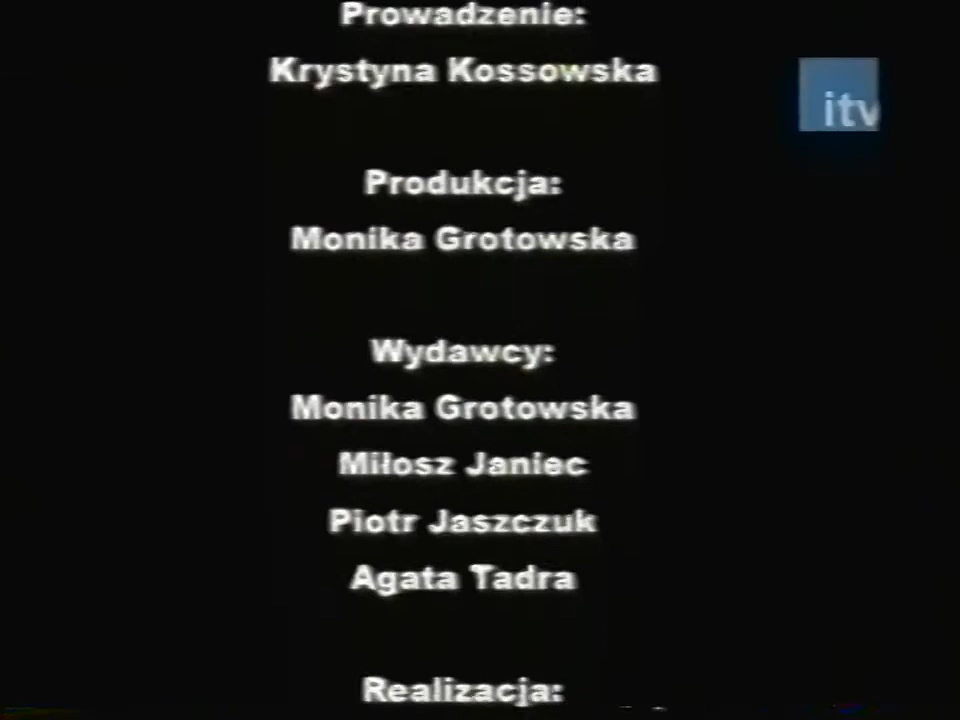 Prowadzenie:
Krystyna Kossowska
itv
Produkcja:
Monika Grotowska
Wydawcy:
Monika Grotowska
Miłosz Janiec
Piotr Jaszczuk
Agata Tadra
Realizacja: